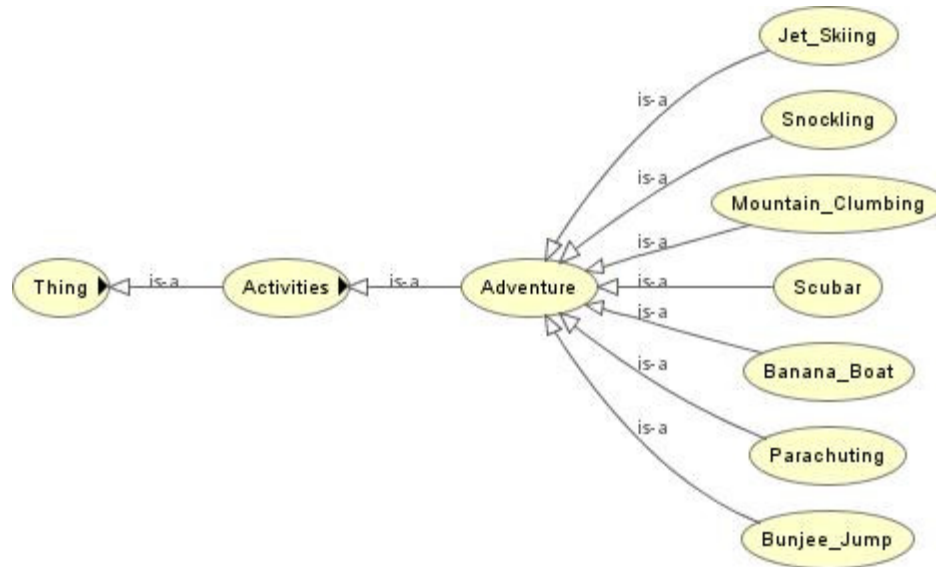 Jet_Skiing
is-a
Snockling
is-a
Mountain_Clumbing
is-a
Thing
is-a
Activities
is-a
Adventure
is-a
Scubar
is-a
Banana_Boat
is-a
Parachuting
is-a
Bunjee_Jump